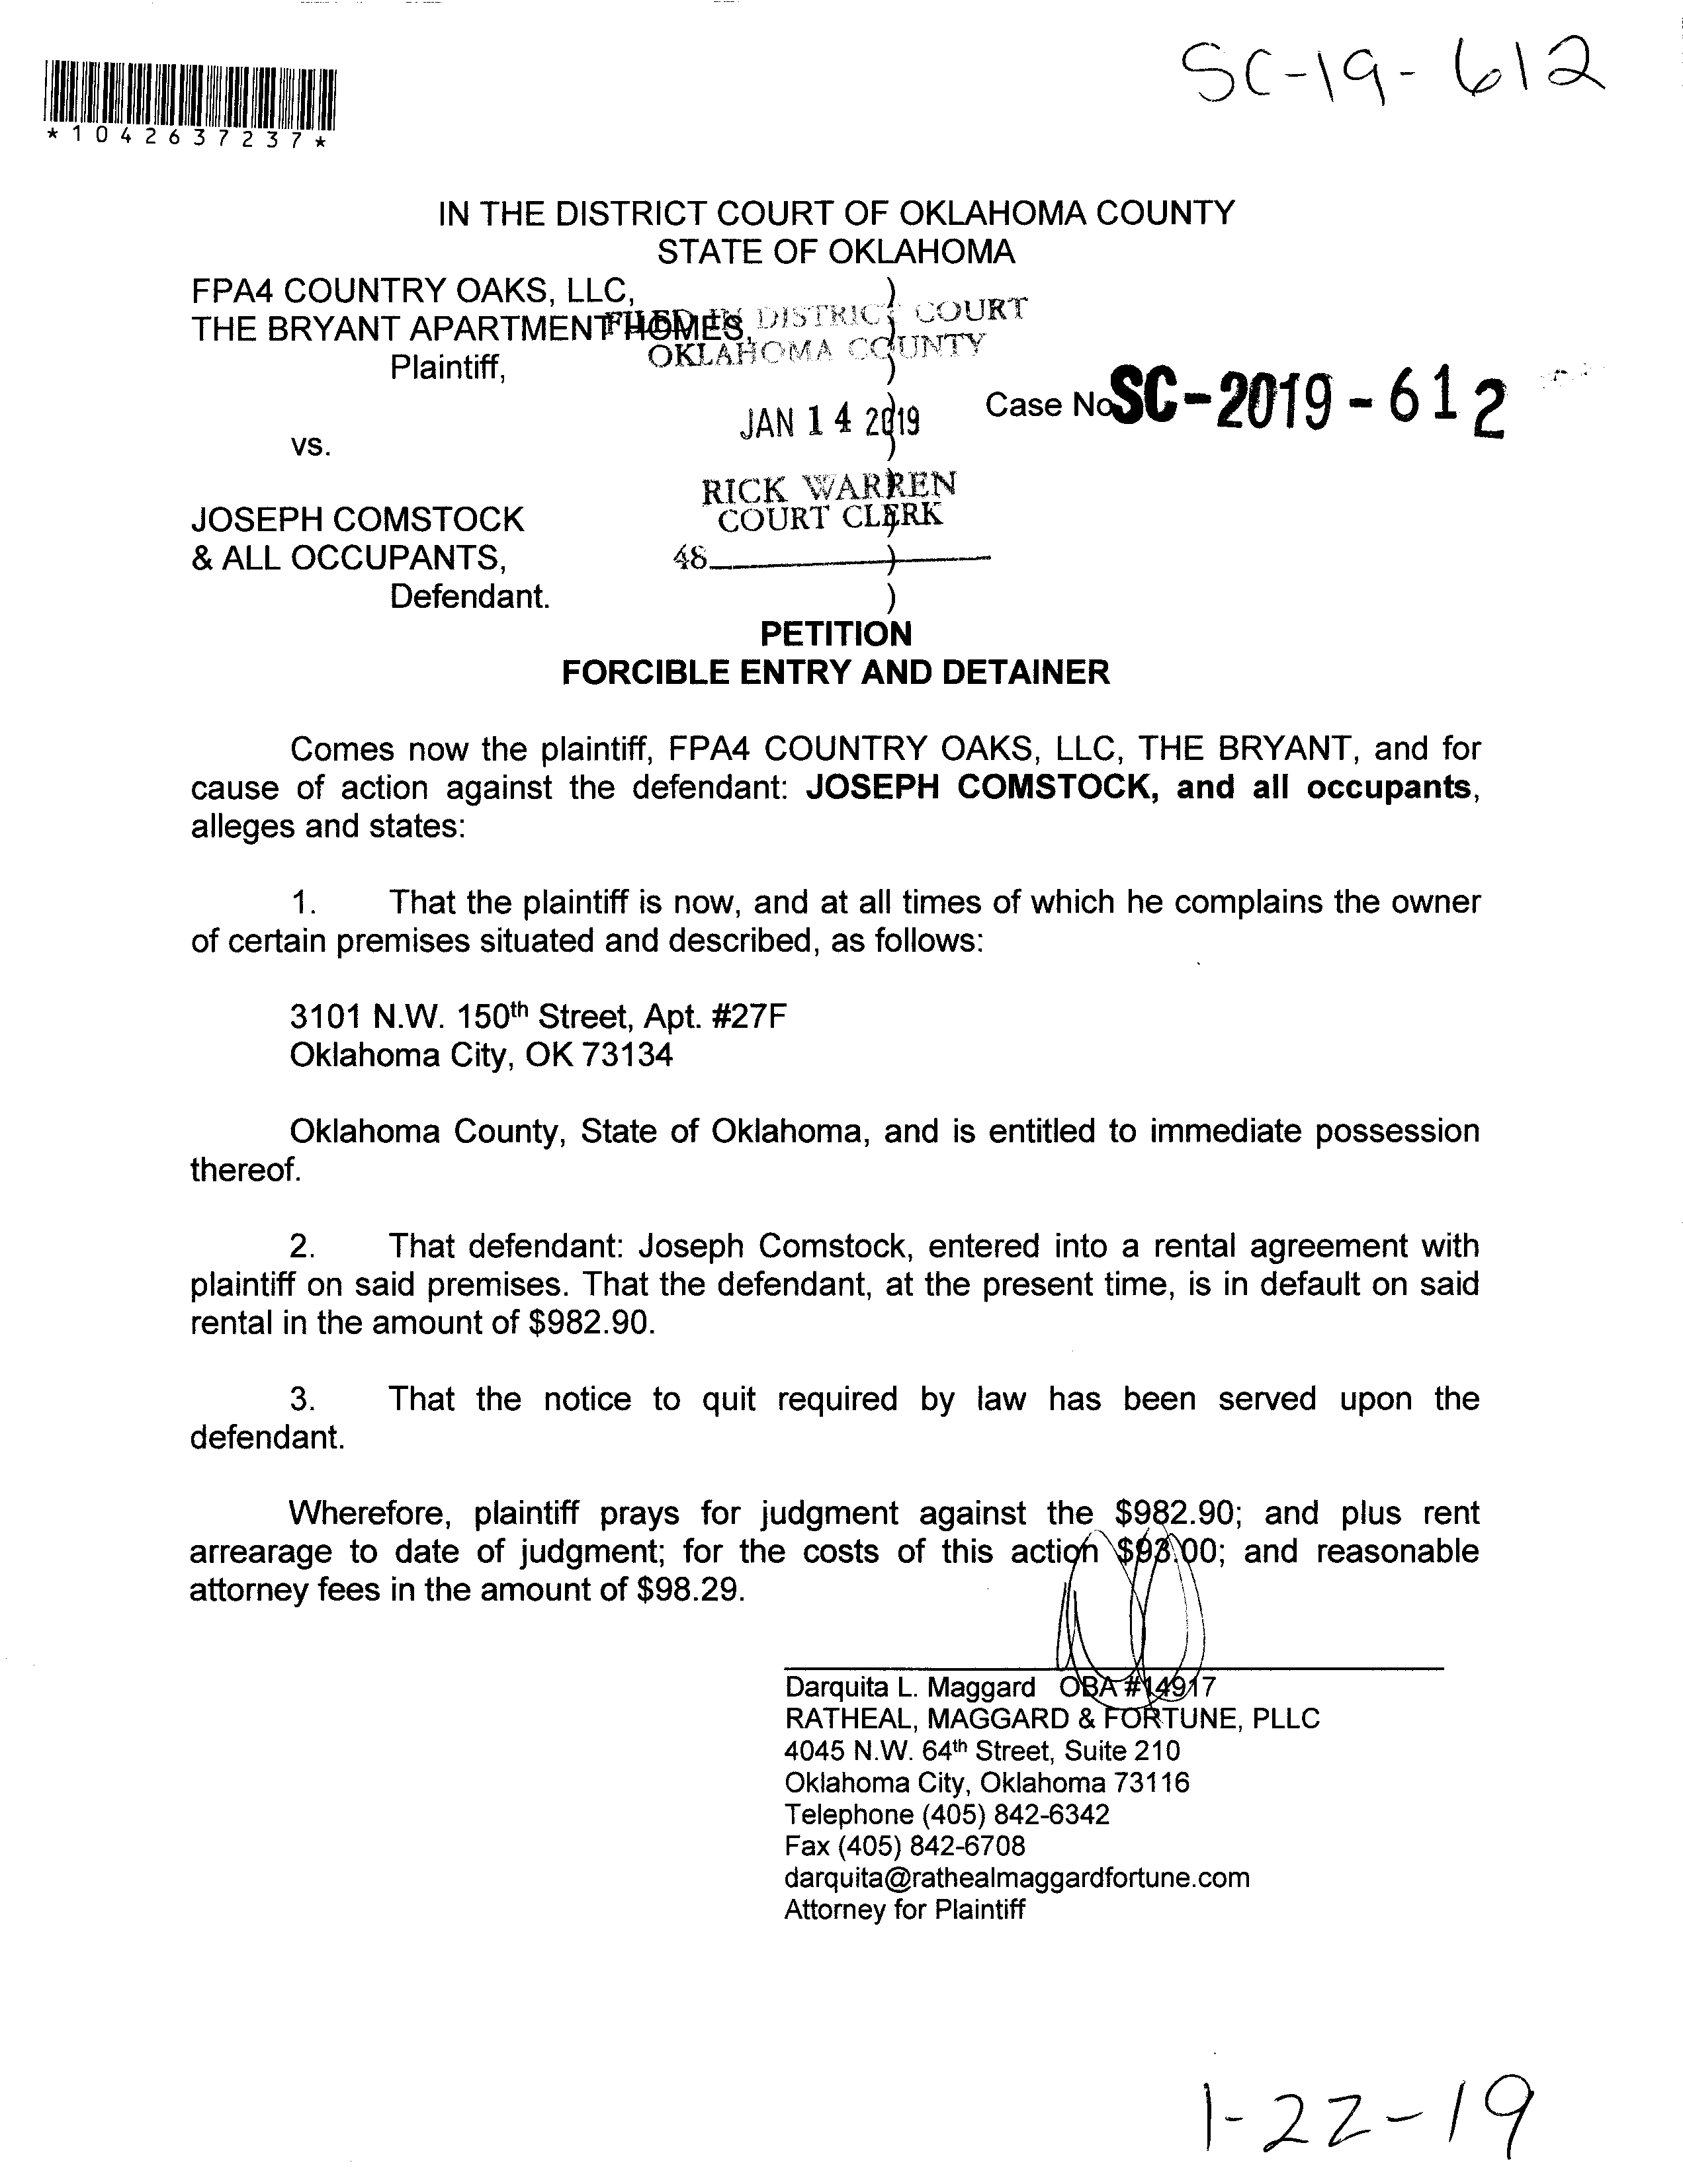 SC-19-612
*1042637237*
IN THE DISTRICT COURT OF OKLAHOMA COUNTY
STATE OF OKLAHOMA
FPA4 COUNTRY OAKS, LLC, )
THE BRYANT APARTMENT HOMES, )
Plaintiff, )
FILED IN DISTRICT COURT
OKLAHOMA COUNTY
Case No. SC-2019-612
JAN 14 2019 )
vs. )
RICK WARREN )
COURT CLERK )
JOSEPH COMSTOCK
& ALL OCCUPANTS, )
48
Defendant. )
PETITION
FORCIBLE ENTRY AND DETAINER
Comes now the plaintiff, FPA4 COUNTRY OAKS, LLC, THE BRYANT, and for
cause of action against the defendant: JOSEPH COMSTOCK, and all occupants,
alleges and states:
1. That the plaintiff is now, and at all times of which he complains the owner
of certain premises situated and described, as follows:
3101 N.W. 150th Street, Apt. #27F
Oklahoma City, OK 73134
Oklahoma County, State of Oklahoma, and is entitled to immediate possession
thereof.
2. That defendant: Joseph Comstock, entered into a rental agreement with
plaintiff on said premises. That the defendant, at the present time, is in default on said
rental in the amount of $982.90.
3. That the notice to quit required by law has been served upon the
defendant.
Wherefore, plaintiff prays for judgment against the $982.90; and plus rent
arrearage to date of judgment; for the costs of this action $93.00; and reasonable
attorney fees in the amount of $98.29.
Darquita L. Maggard OBA #14917
RATHEAL, MAGGARD & FORTUNE, PLLC
4045 N.W. 64th Street, Suite 210
Oklahoma City, Oklahoma 73116
Telephone (405) 842-6342
Fax (405) 842-6708
darquita@rathealmaggardfortune.com
Attorney for Plaintiff
1-22-19